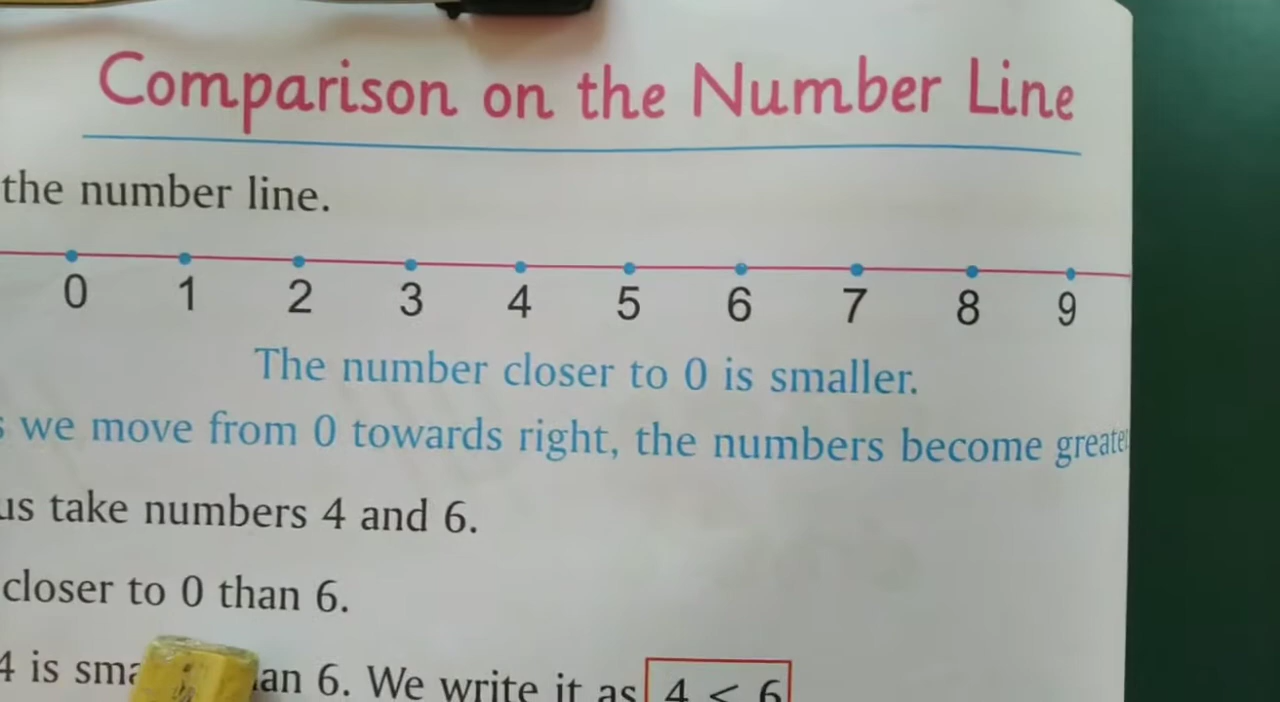 Comparison on the Number Line
the number line.
0 1 2 3 4 5 6 7 8 9
The number closer to 0 is smaller.
we move from 0 towards right, the numbers become greate
us take numbers 4 and 6.
closer to 0 than 6.
4 is sma an 6. We write it as 4 < 6